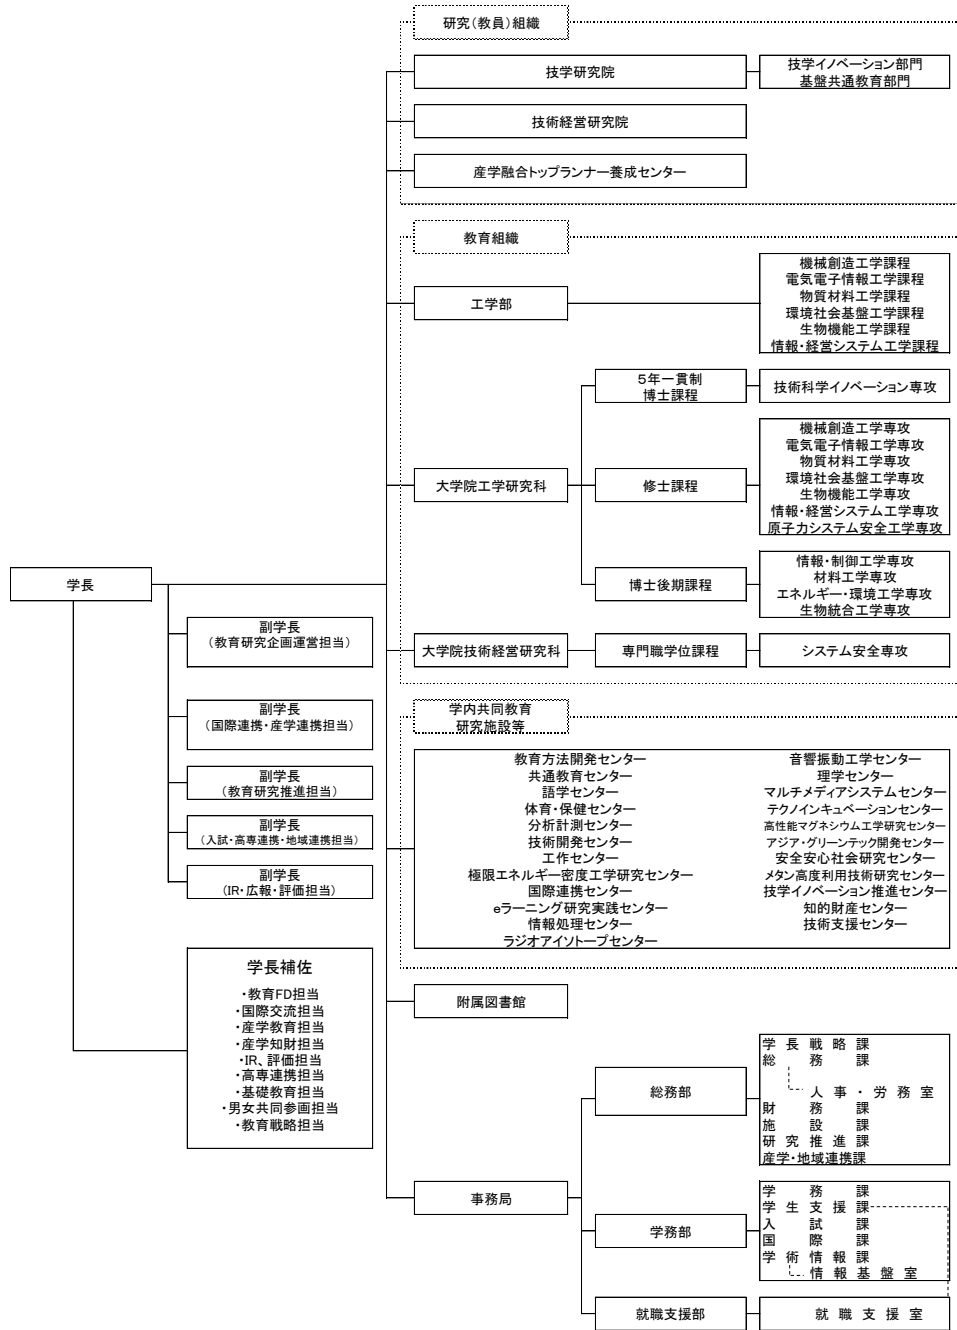 研究(教員)組織
技学研究院
技学イノベーション部門
基盤共通教育部門
技術経営研究院
産学融合トップランナー養成センター
教育組織
工学部
機械創造工学課程
電気電子情報工学課程
物質材料工学課程
環境社会基盤工学課程
生物機能工学課程
情報・経営システム工学課程
大学院工学研究科
5年一貫制
博士課程
技術科学イノベーション専攻
修士課程
機械創造工学専攻
電気電子情報工学専攻
物質材料工学専攻
環境社会基盤工学専攻
生物機能工学専攻
情報・経営システム工学専攻
原子力システム安全工学専攻
博士後期課程
情報・制御工学専攻
材料工学専攻
エネルギー・環境工学専攻
生物統合工学専攻
大学院技術経営研究科
専門職学位課程
システム安全専攻
学長
副学長
(教育研究企画運営担当)
副学長
(国際連携・産学連携担当)
副学長
(教育研究推進担当)
副学長
(入試・高専連携・地域連携担当)
副学長
(IR・広報・評価担当)
学長補佐
・教育FD担当
・国際交流担当
・産学教育担当
・産学知財担当
・IR、評価担当
・高専連携担当
・基礎教育担当
・男女共同参画担当
・教育戦略担当
学内共同教育
研究施設等
教育方法開発センター
共通教育センター
語学センター
体育・保健センター
分析計測センター
技術開発センター
工作センター
極限エネルギー密度工学研究センター
国際連携センター
eラーニング研究実践センター
情報処理センター
ラジオアイソトープセンター
音響振動工学センター
理学センター
マルチメディアシステムセンター
テクノインキュベーションセンター
高性能マグネシウム工学研究センター
アジア・グリーンテック開発センター
安全安心社会研究センター
メタン高度利用技術研究センター
技学イノベーション推進センター
知的財産センター
技術支援センター
附属図書館
事務局
総務部
学長戦略課
総務課
人事・労務室
財務課
施設課
研究推進課
産学・地域連携課
学務部
学務課
学生支援課
入試課
国際課
学術情報課
情報基盤室
就職支援部
就職支援室